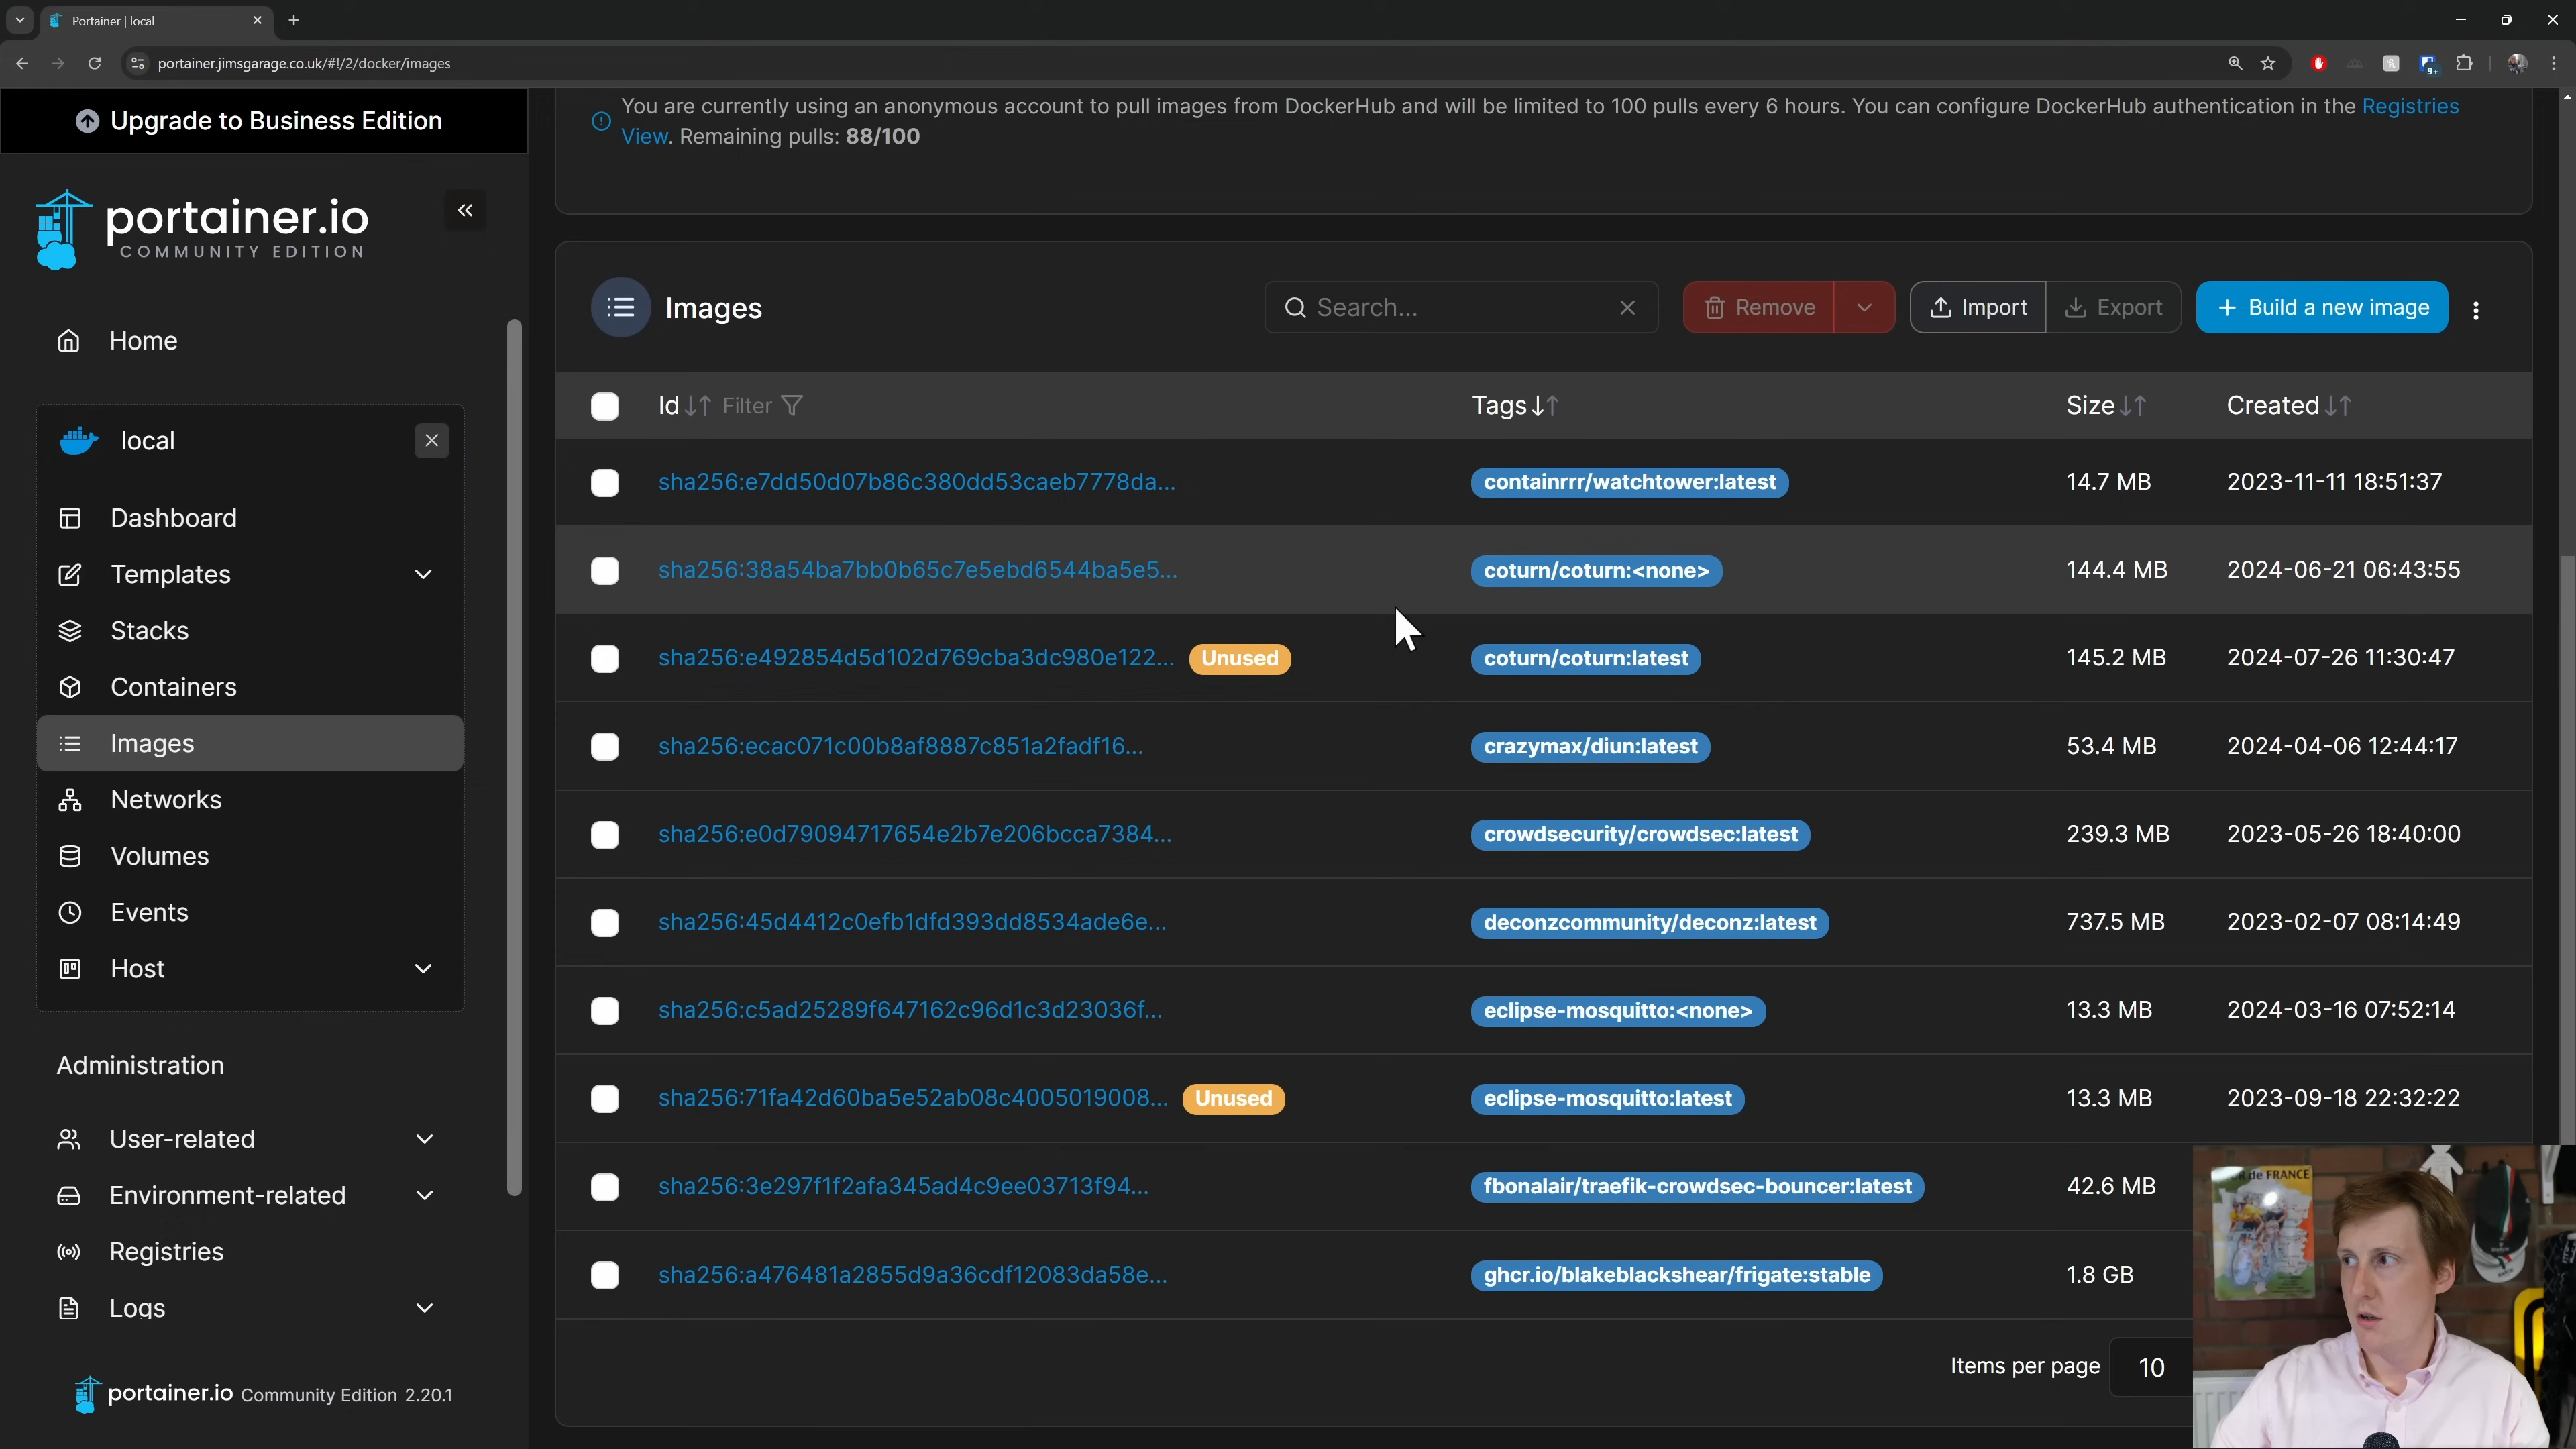 Portainer | local
portainer.jimsgarage.co.uk/#!/2/docker/images
9+
Upgrade to Business Edition
portainer.io
COMMUNITY EDITION
Home
local
Dashboard
Templates
Stacks
Containers
Images
Networks
Volumes
Events
Host
Administration
User-related
Environment-related
Registries
Logs
portainer.io Community Edition 2.20.1
You are currently using an anonymous account to pull images from DockerHub and will be limited to 100 pulls every 6 hours. You can configure DockerHub authentication in the Registries
View. Remaining pulls: 88/100
Images
Search...
Remove
Import
Export
Build a new image
Id Filter Tags Size Created
sha256:e7dd50d07b86c380dd53caeb7778da... containrrr/watchtower:latest 14.7 MB 2023-11-11 18:51:37
sha256:38a54ba7bb0b65c7e5ebd6544ba5e5... coturn/coturn:<none> 144.4 MB 2024-06-21 06:43:55
sha256:e492854d5d102d769cba3dc980e122... Unused coturn/coturn:latest 145.2 MB 2024-07-26 11:30:47
sha256:ecac071c00b8af8887c851a2fadf16... crazymax/diun:latest 53.4 MB 2024-04-06 12:44:17
sha256:e0d79094717654e2b7e206bcca7384... crowdsecurity/crowdsec:latest 239.3 MB 2023-05-26 18:40:00
sha256:45d4412c0efb1dfd393dd8534ade6e... deconzcommunity/deconz:latest 737.5 MB 2023-02-07 08:14:49
sha256:c5ad25289f647162c96d1c3d23036f... eclipse-mosquitto:<none> 13.3 MB 2024-03-16 07:52:14
sha256:71fa42d60ba5e52ab08c4005019008... Unused eclipse-mosquitto:latest 13.3 MB 2023-09-18 22:32:22
sha256:3e297f1f2afa345ad4c9ee03713f94... fbonalair/traefik-crowdsec-bouncer:latest 42.6 MB
sha256:a476481a2855d9a36cdf12083da58e... ghcr.io/blakeblackshear/frigate:stable 1.8 GB
Items per page 10
de FRANCE